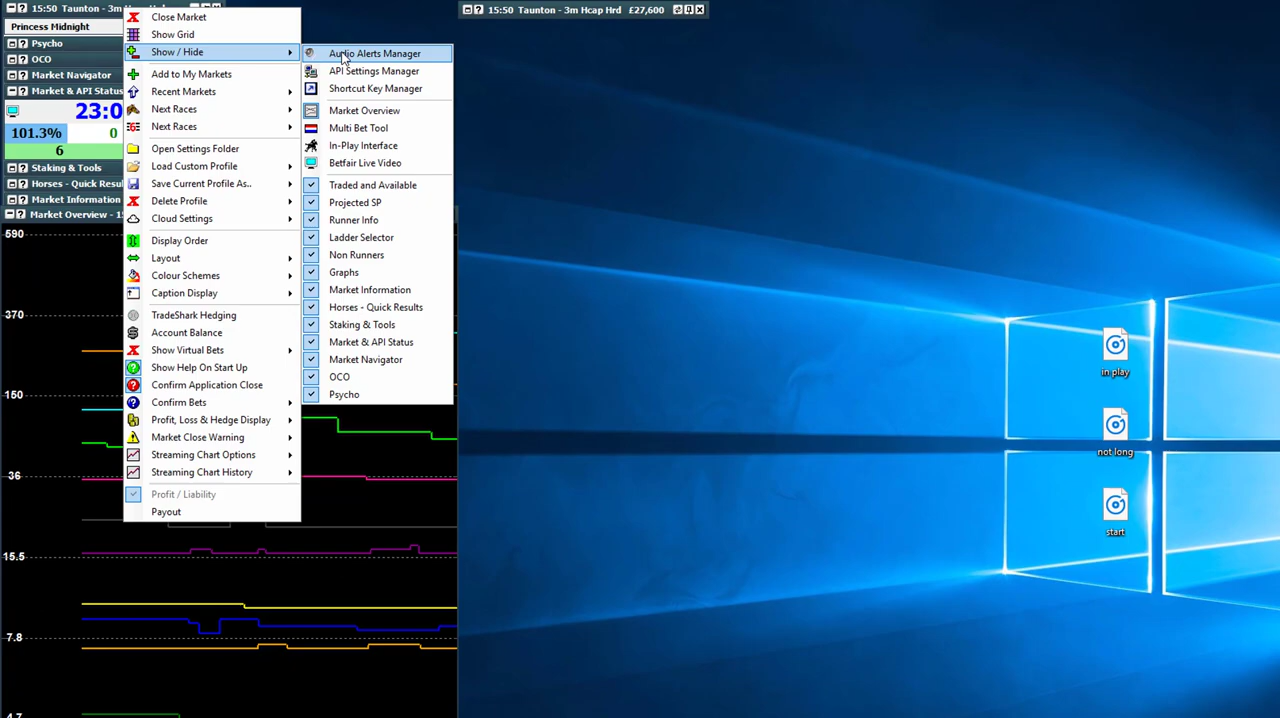 15:50 Taunton - 3m
Princess Midnight
Psycho
OCO
Market Navigator
Market & API Status
23:0
101.3% 0
6
Staking & Tools
Horses - Quick Resu
Market Information
Market Overview - 15
590
370
150
36
15.5
7.8
4.7
Close Market
Show Grid
Show / Hide
Add to My Markets
Recent Markets
Next Races
Next Races
Open Settings Folder
Load Custom Profile
Save Current Profile As..
Delete Profile
Cloud Settings
Display Order
Layout
Colour Schemes
Caption Display
TradeShark Hedging
Account Balance
Show Virtual Bets
Show Help On Start Up
Confirm Application Close
Confirm Bets
Profit, Loss & Hedge Display
Market Close Warning
Streaming Chart Options
Streaming Chart History
Profit / Liability
Payout
Audio Alerts Manager
API Settings Manager
Shortcut Key Manager
Market Overview
Multi Bet Tool
In-Play Interface
Betfair Live Video
Traded and Available
Projected SP
Runner Info
Ladder Selector
Non Runners
Graphs
Market Information
Horses - Quick Results
Staking & Tools
Market & API Status
Market Navigator
OCO
Psycho
15:50 Taunton - 3m Hcap Hrd £27,600
in play
not long
start